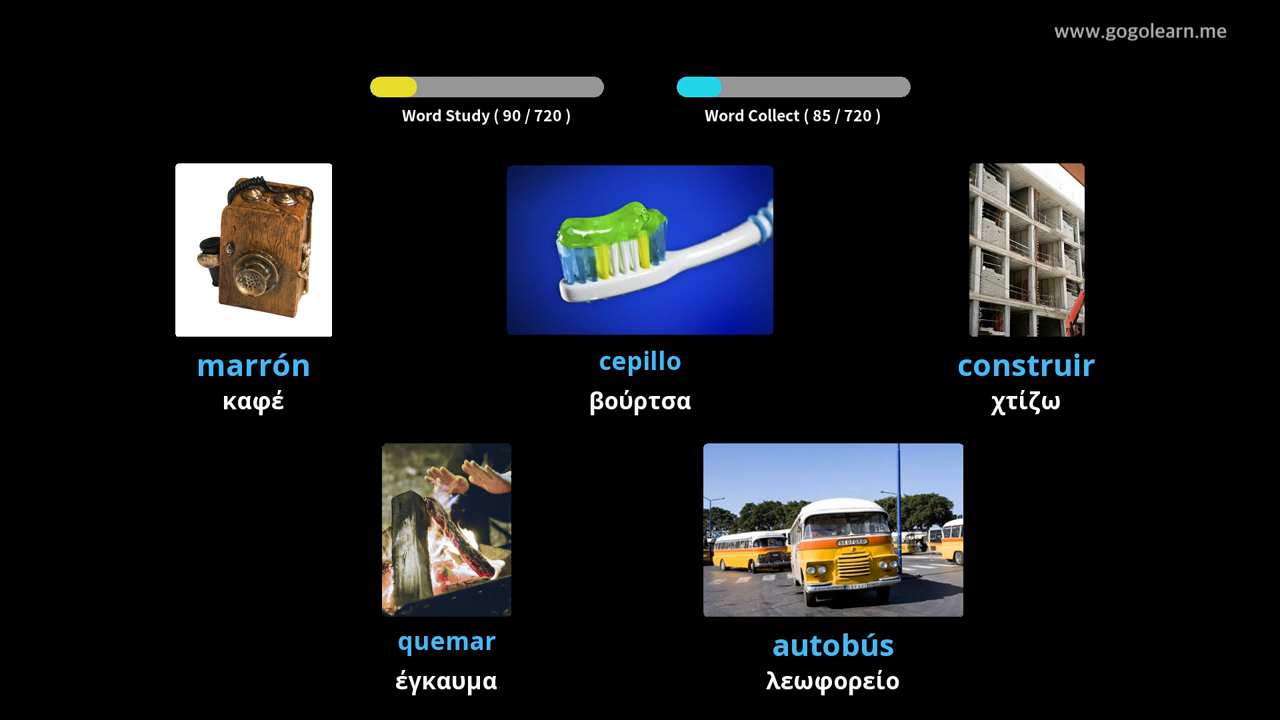 www.gogolearn.me
Word Study ( 90 / 720 )
Word Collect ( 85 / 720 )
marrón
καφέ
cepillo
βούρτσα
construir
χτίζω
BEDFORD
quemar
έγκαυμα
autobús
λεωφορείο